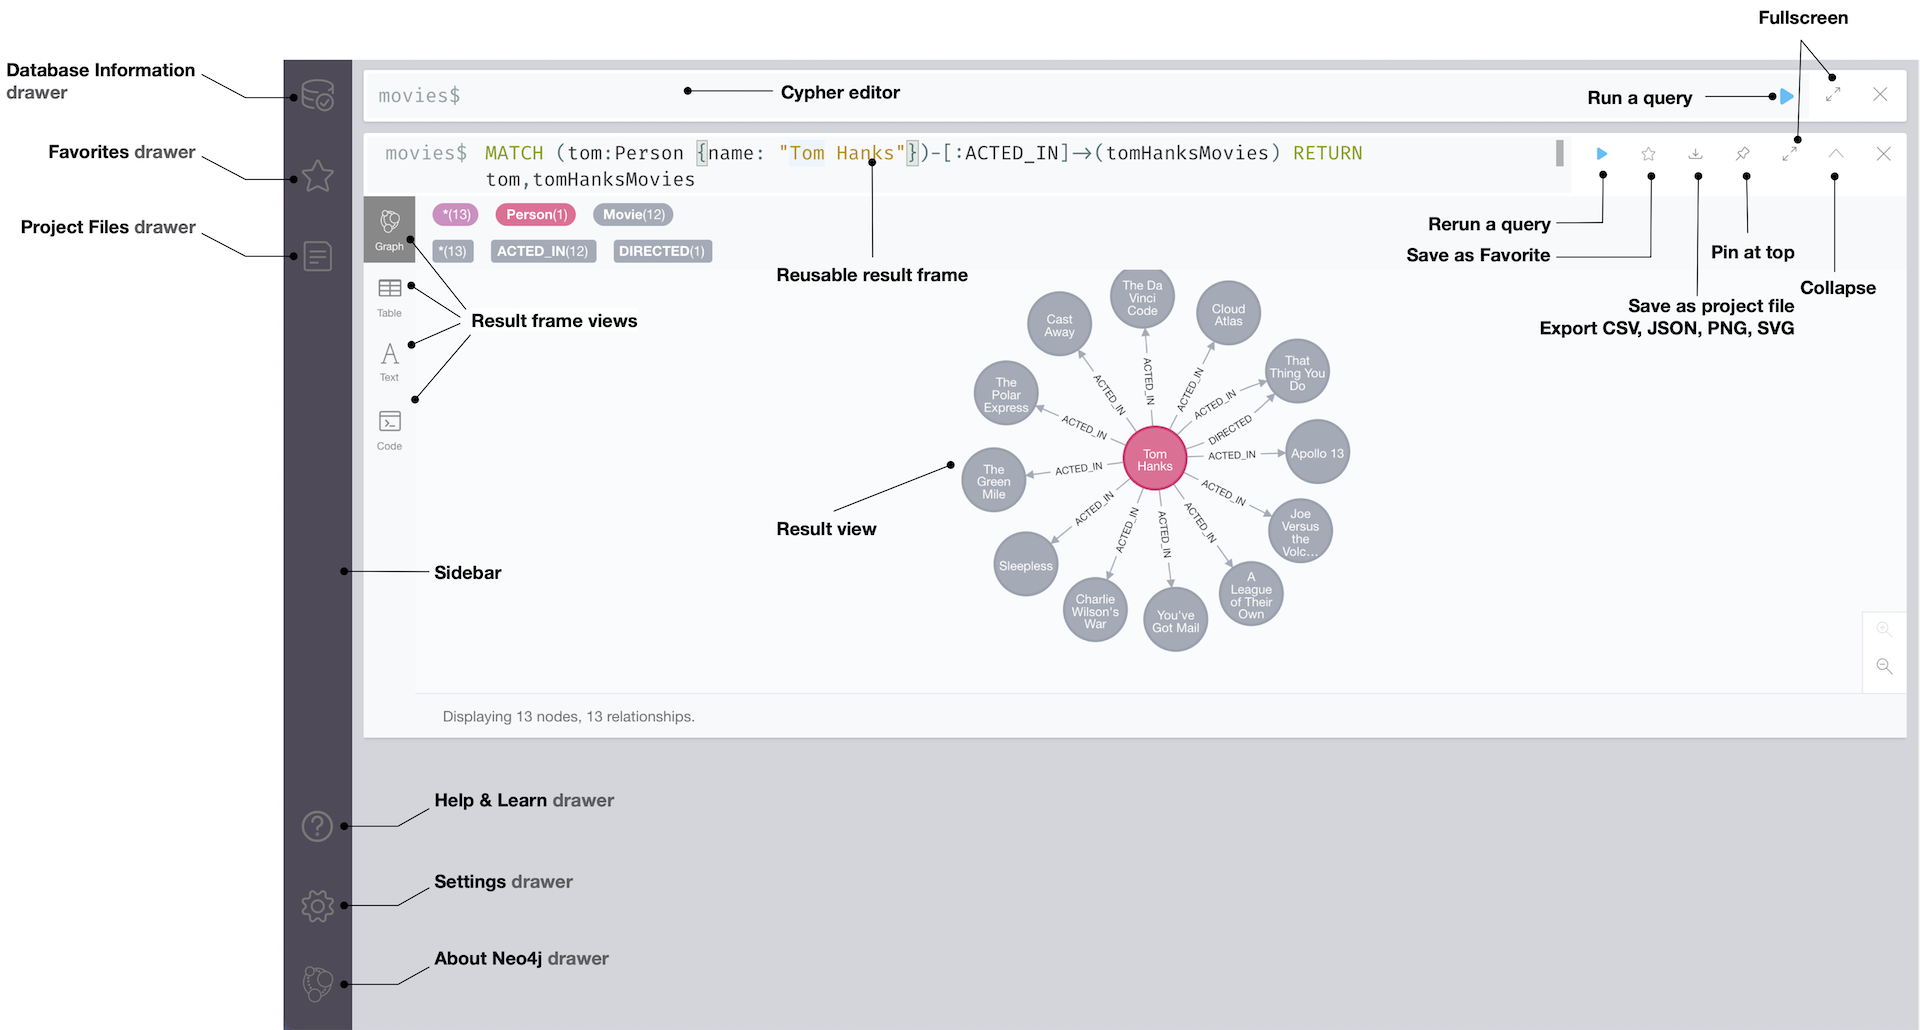 Fullscreen
Database Information
drawer
movies$
Cypher editor
Run a query
Favorites drawer
movies$ MATCH (tom:Person {name: "Tom Hanks"})-[:ACTED_IN]→(tomHanksMovies) RETURN
tom,tomHanksMovies
Project Files drawer
Graph
*(13) Person(1) Movie(12)
*(13) ACTED_IN(12) DIRECTED(1)
Rerun a query
Save as Favorite
Pin at top
Collapse
Save as project file
Export CSV, JSON, PNG, SVG
Reusable result frame
Table
Result frame views
Text
Code
The Da
Vinci
Code
Cast
Away
Cloud
Atlas
That
Thing You
Do
The
Polar
Express
ACTED_IN
ACTED_IN
ACTED_IN
ACTED_IN
DIRECTED
ACTED_IN
Tom
Hanks
ACTED_IN
Apollo 13
The
Green
Mile
ACTED_IN
ACTED_IN
ACTED_IN
ACTED_IN
ACTED_IN
ACTED_IN
Joe
Versus
the
Volc...
Result view
Sleepless
A
League
of Their
Own
Charlie
Wilson's
War
You've
Got Mail
Sidebar
Displaying 13 nodes, 13 relationships.
Help & Learn drawer
Settings drawer
About Neo4j drawer